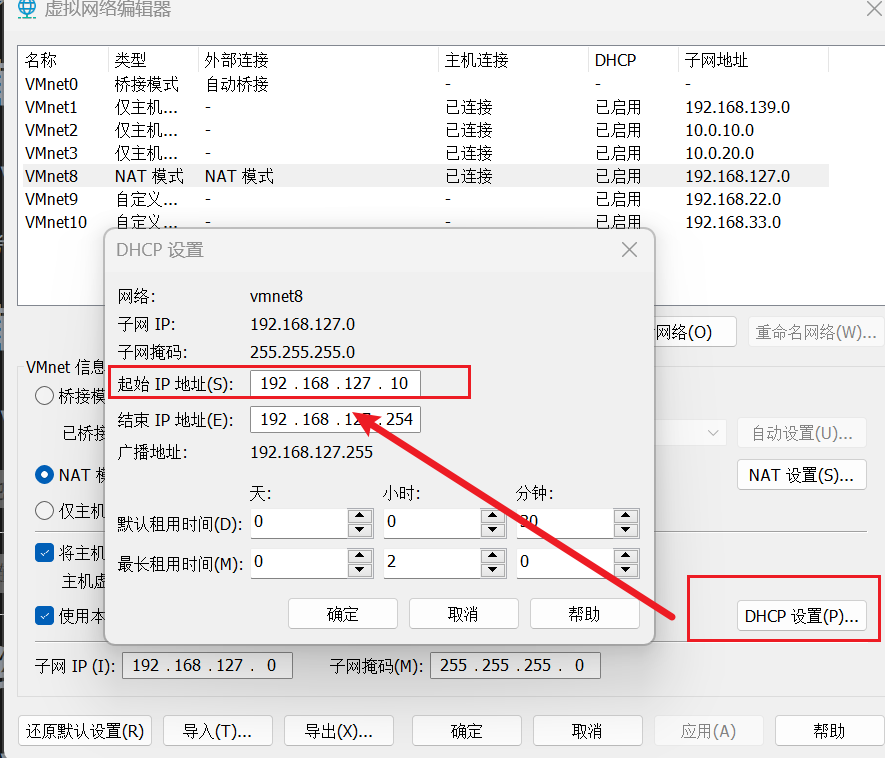 虚拟网络编辑器
名称 类型 外部连接 主机连接 DHCP 子网地址
VMnet0 桥接模式 自动桥接 - - -
VMnet1 仅主机... - 已连接 已启用 192.168.139.0
VMnet2 仅主机... - 已连接 已启用 10.0.10.0
VMnet3 仅主机... - 已连接 已启用 10.0.20.0
VMnet8 NAT 模式 NAT 模式 已连接 已启用 192.168.127.0
VMnet9 自定义... - - 已启用 192.168.22.0
VMnet10 自定义... - - 已启用 192.168.33.0
DHCP 设置
网络: vmnet8
子网 IP: 192.168.127.0
子网掩码: 255.255.255.0
起始 IP 地址(S): 192 . 168 . 127 . 10
结束 IP 地址(E): 192 . 168 . 127 . 254
广播地址: 192.168.127.255
天: 小时: 分钟:
默认租用时间(D): 0 0 30
最长租用时间(M): 0 2 0
确定 取消 帮助
网络(O) 重命名网络(W)...
VMnet 信息
桥接模
已桥接 自动设置(U)...
NAT 模 NAT 设置(S)...
仅主机
将主机
主机虚 DHCP 设置(P)...
使用本
子网 IP (I): 192 . 168 . 127 . 0 子网掩码(M): 255 . 255 . 255 . 0
还原默认设置(R) 导入(T)... 导出(X)... 确定 取消 应用(A) 帮助